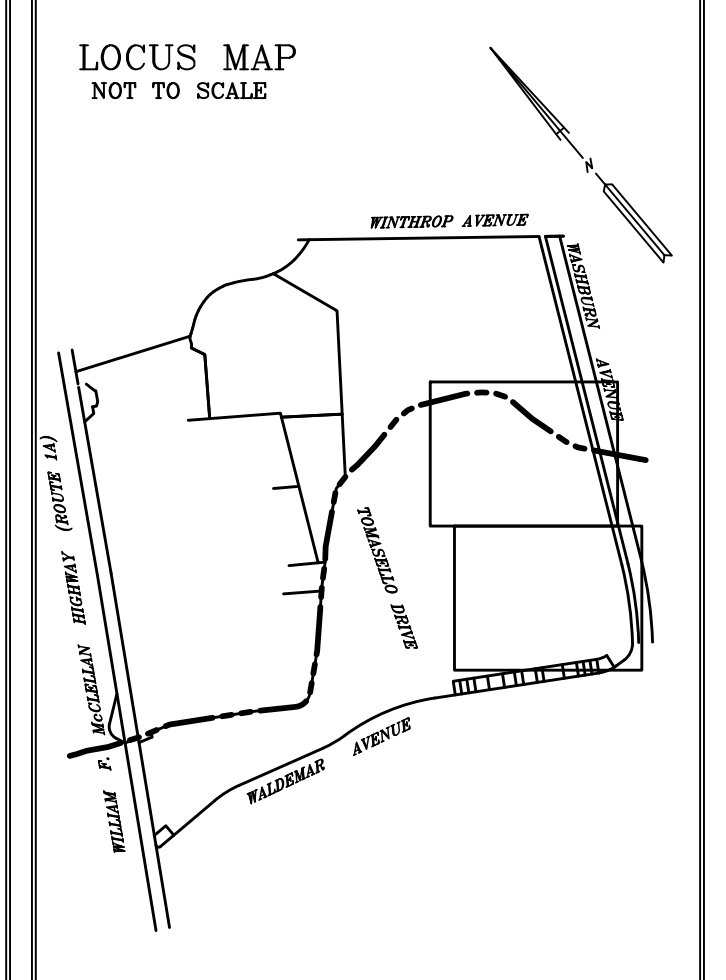 LOCUS MAP
NOT TO SCALE
N
WINTHROP AVENUE
WASHBURN AVENUE
WILLIAM F. McCLELLAN HIGHWAY (ROUTE 1A)
TOMASELLO DRIVE
WALDEMAR AVENUE